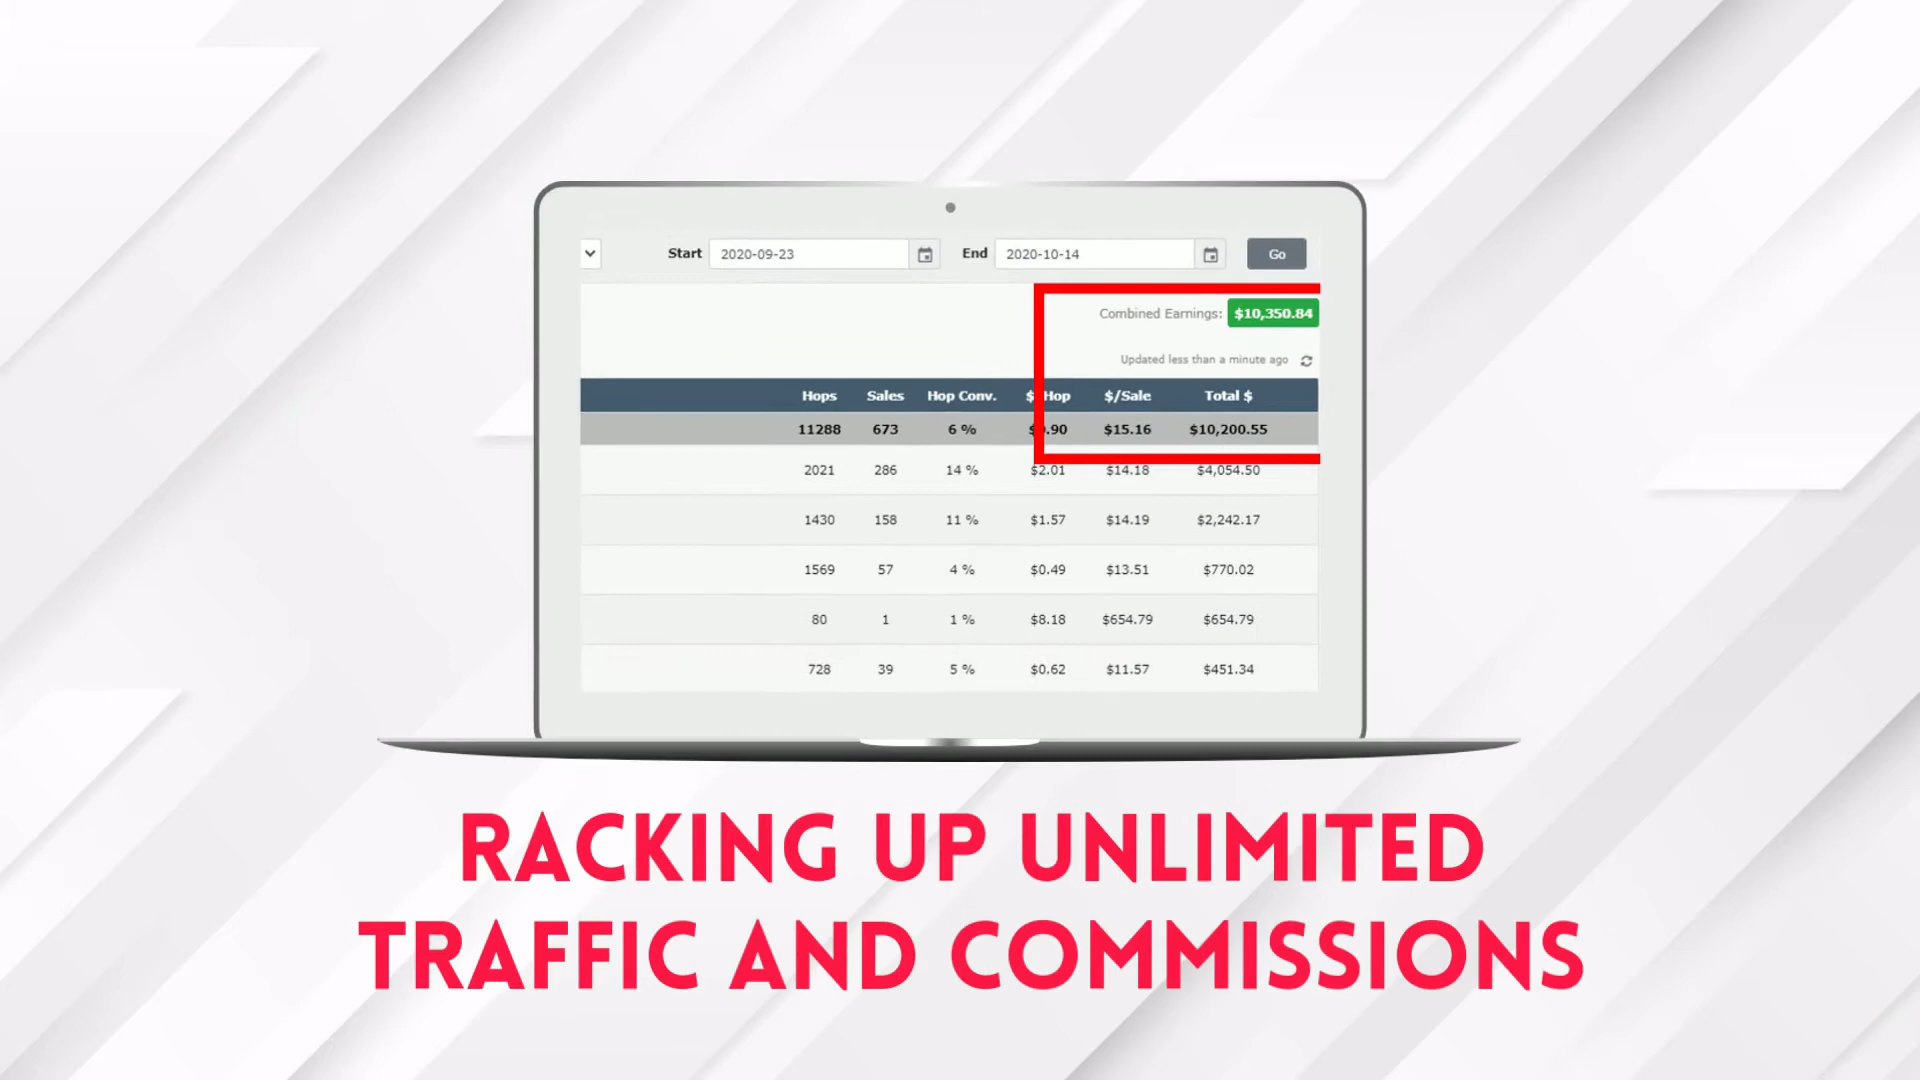 Start 2020-09-23 End 2020-10-14 Go
Combined Earnings: $10,350.84
Updated less than a minute ago
Hops Sales Hop Conv. $/Hop $/Sale Total $
11288 673 6 % $0.90 $15.16 $10,200.55
2021 286 14 % $2.01 $14.18 $4,054.50
1430 158 11 % $1.57 $14.19 $2,242.17
1569 57 4 % $0.49 $13.51 $770.02
80 1 1 % $8.18 $654.79 $654.79
728 39 5 % $0.62 $11.57 $451.34
RACKING UP UNLIMITED
TRAFFIC AND COMMISSIONS